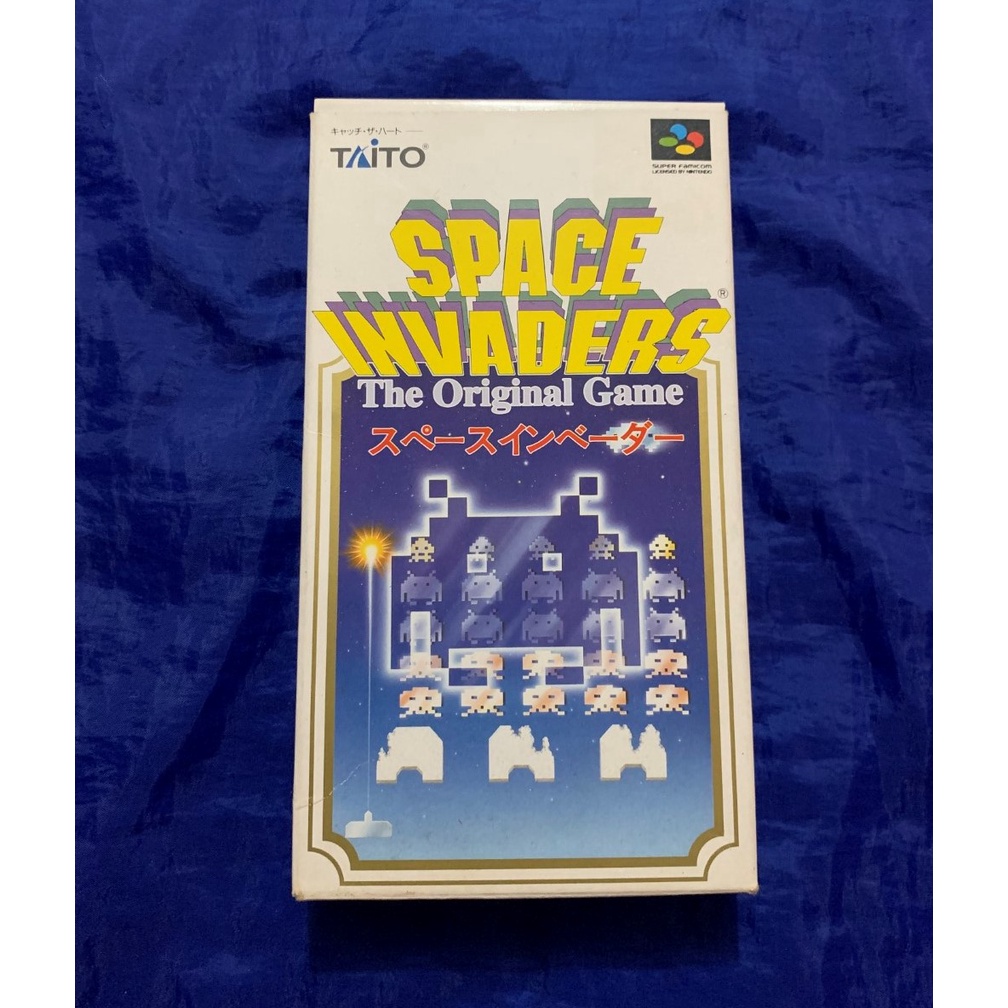 キャッチ・ザ・ハート
TAITO®
SUPER FAMICOM
LICENSED BY NINTENDO
SPACE
INVADERS®
The Original Game
スペースインベーダー